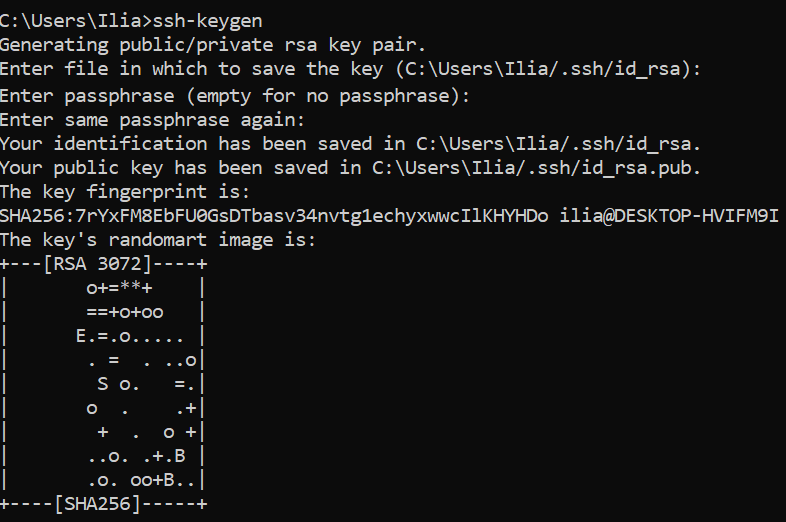 C:\Users\Ilia>ssh-keygen
Generating public/private rsa key pair.
Enter file in which to save the key (C:\Users\Ilia/.ssh/id_rsa):
Enter passphrase (empty for no passphrase):
Enter same passphrase again:
Your identification has been saved in C:\Users\Ilia/.ssh/id_rsa.
Your public key has been saved in C:\Users\Ilia/.ssh/id_rsa.pub.
The key fingerprint is:
SHA256:7rYxFM8EbFU0GsDTbasv34nvtg1echyxwwcIlKHYHDo ilia@DESKTOP-HVIFM9I
The key's randomart image is:
+---[RSA 3072]----+
|       o+=**+    |
|       ==+o+oo   |
|      E.=.o..... |
|       . =  . ..o|
|        S o.   =.|
|       o  .    .+|
|        +  .  o +|
|       ..o. .+.B |
|       .o. oo+B..|
+----[SHA256]-----+